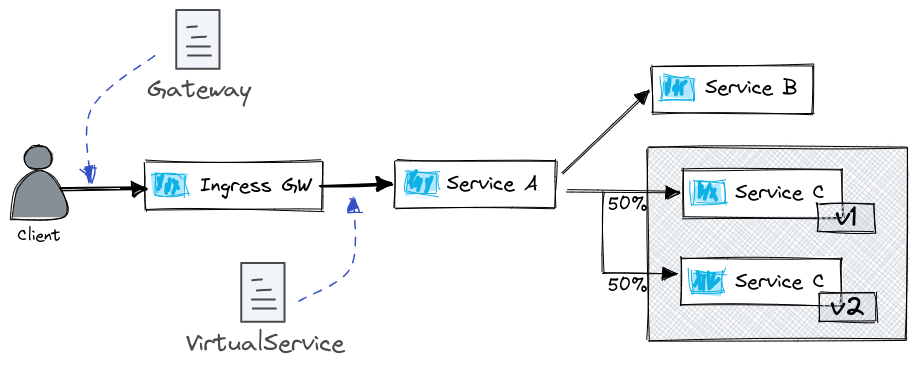 Gateway
Service B
Client
Ingress GW
Service A
50%
Service C
v1
50%
Service C
v2
VirtualService